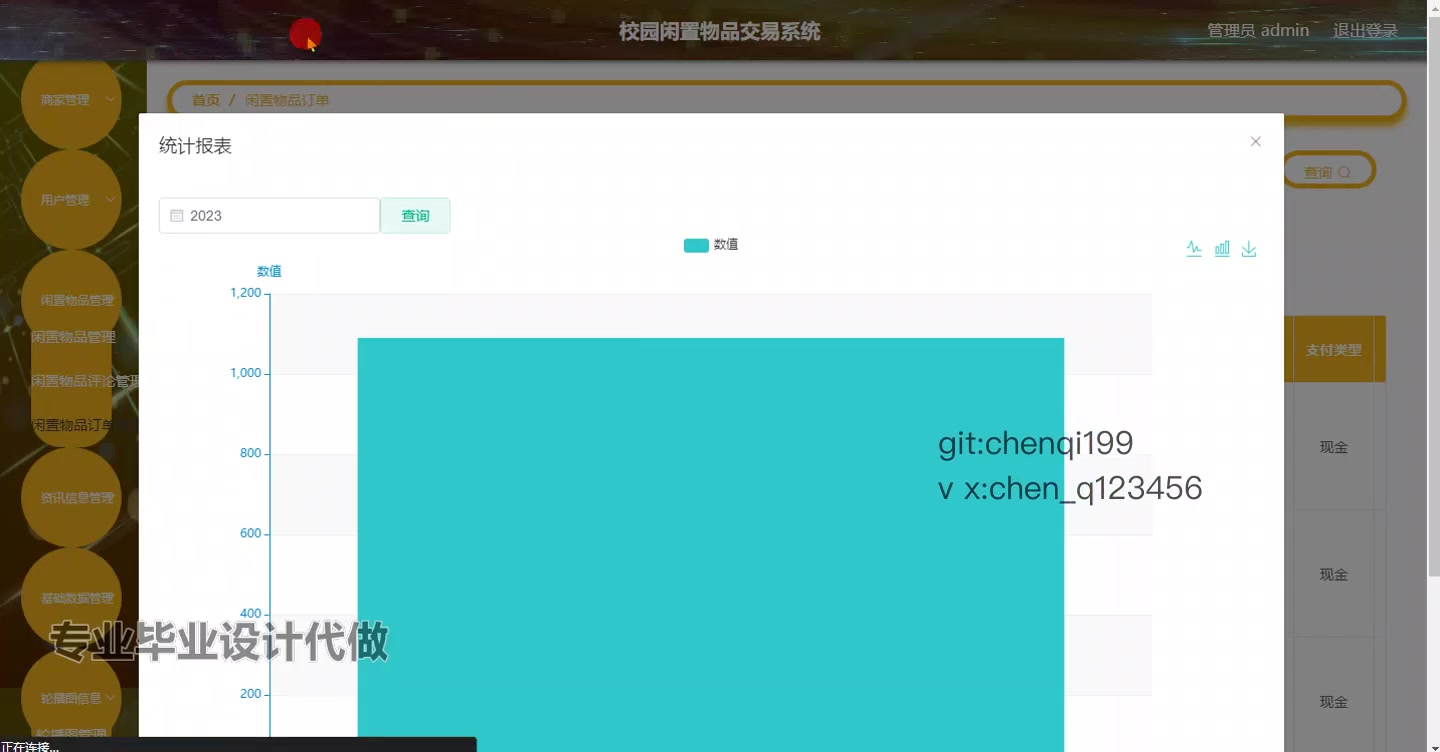 校园闲置物品交易系统
管理员 admin
退出登录
商家管理
首页 / 闲置物品订单
统计报表
查询
用户管理
2023
查询
数值
数值
1,200
闲置物品管理
闲置物品管理
支付类型
1,000
闲置物品评论管理
闲置物品订单
git:chenqi199
现金
800
v x:chen_q123456
资讯信息管理
600
现金
基础数据管理
400
专业毕业设计代做
200
轮播图信息
现金
轮播图管理
正在连接...